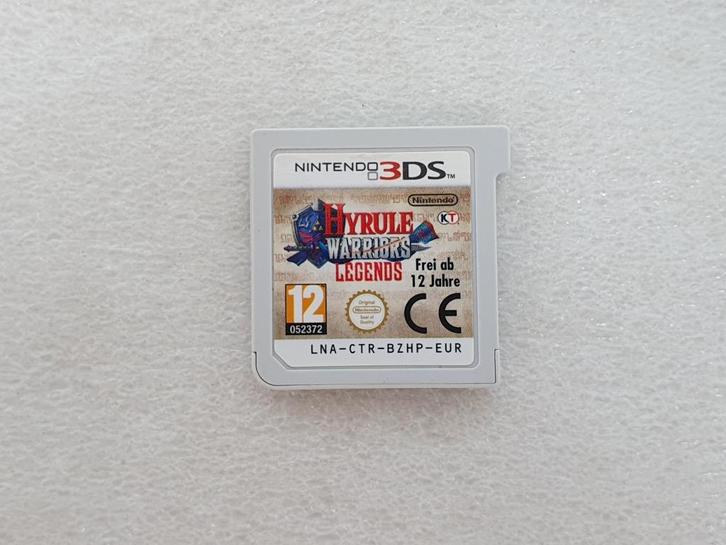 NINTENDO 3DS™
Nintendo
KT
HYRULE
WARRIORS
LEGENDS
Frei ab
12 Jahre
12
052372
Original
Nintendo
Seal of
Quality
CE
LNA-CTR-BZHP-EUR